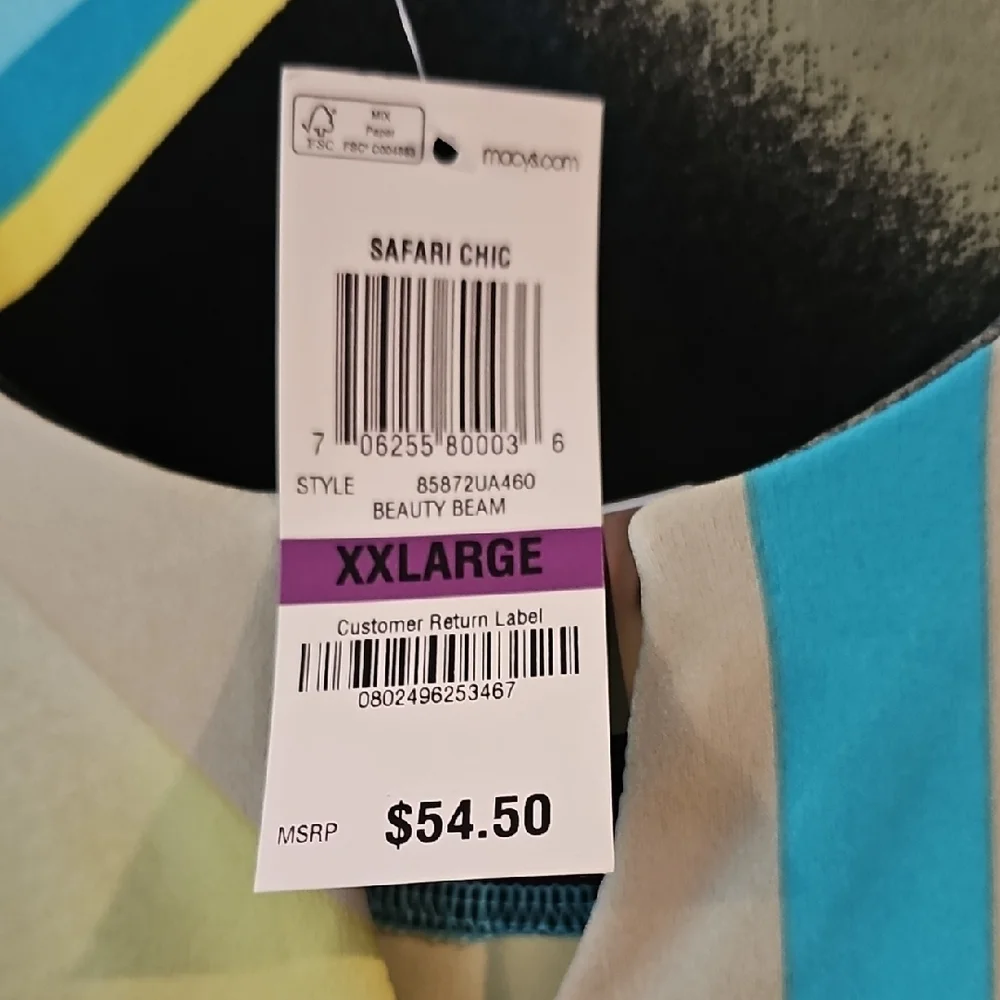 MIX
Paper
FSC
macys.com
SAFARI CHIC
7 06255 80003 6
STYLE 85872UA460
BEAUTY BEAM
XXLARGE
Customer Return Label
0802496253467
MSRP $54.50